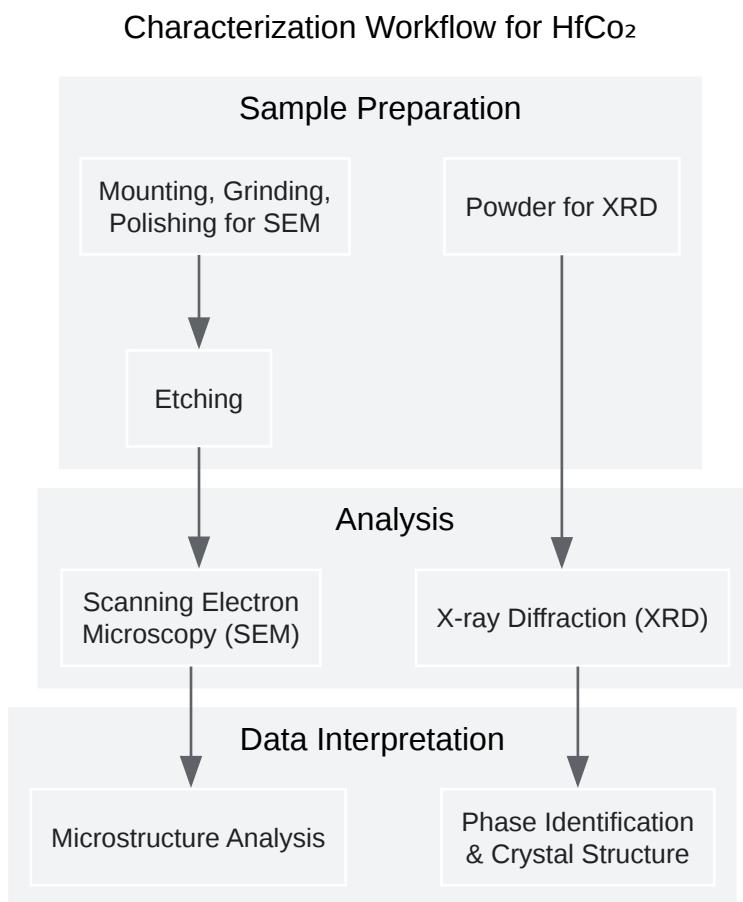 Characterization Workflow for HfCo₂
Sample Preparation
Mounting, Grinding,
Polishing for SEM
Powder for XRD
Etching
Analysis
Scanning Electron
Microscopy (SEM)
X-ray Diffraction (XRD)
Data Interpretation
Microstructure Analysis
Phase Identification
& Crystal Structure